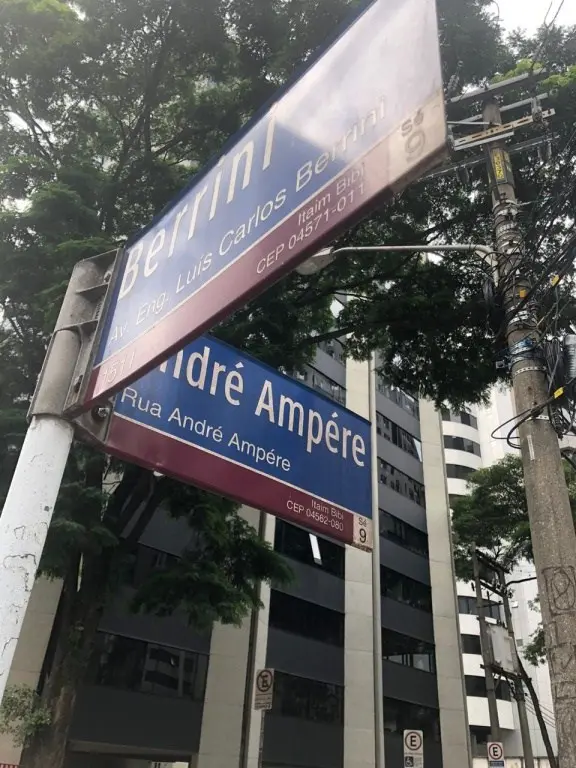 Berrini
Av. Eng. Luís Carlos Berrini
Itaim Bibi
CEP 04571-011
Sé
9
1511
André Ampére
Rua André Ampére
Itaim Bibi
CEP 04562-080
Sé
9
E
E
E